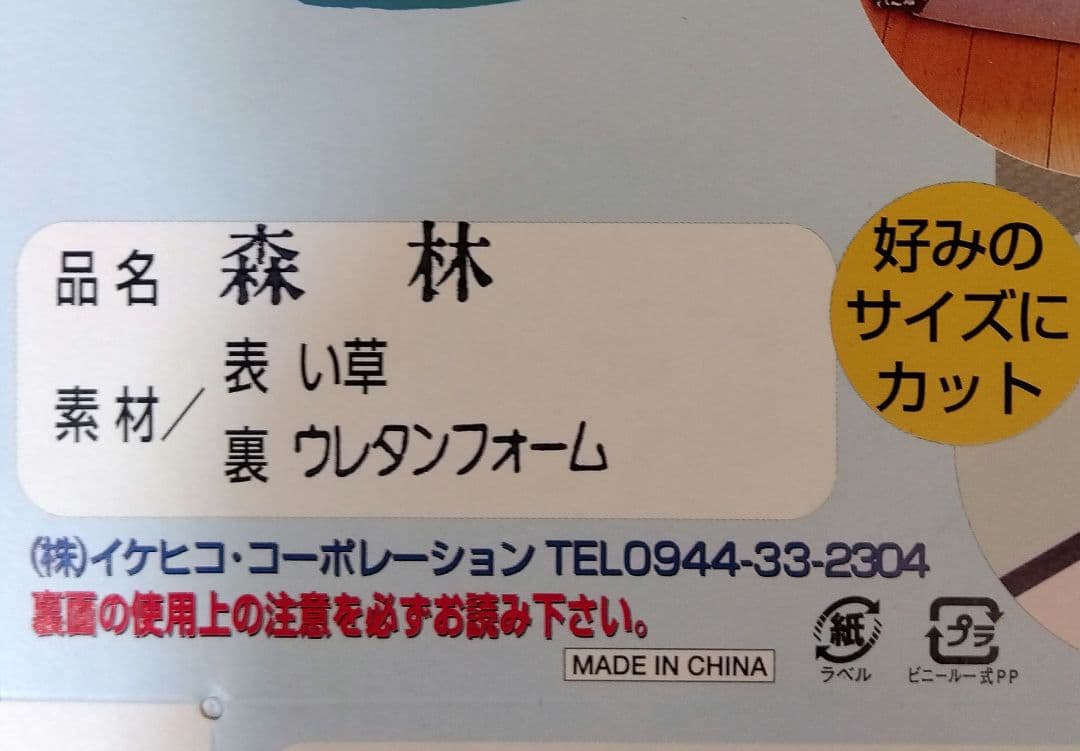 品名 森林
素材／
表 い草
裏 ウレタンフォーム
好みの
サイズに
カット
(株)イケヒコ・コーポレーション TEL0944-33-2304
裏面の使用上の注意を必ずお読み下さい。
MADE IN CHINA
紙
ラベル
プラ
ビニール一式PP